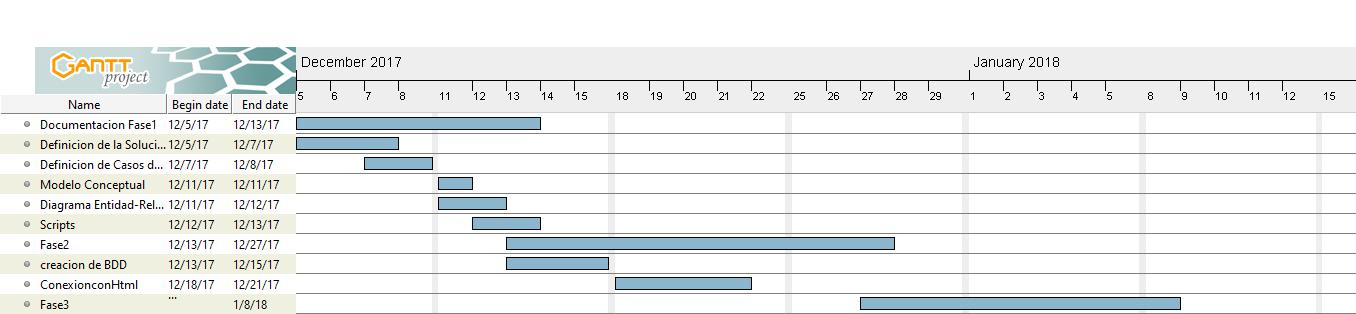 GANTT
project
December 2017 January 2018
5 6 7 8 11 12 13 14 15 18 19 20 21 22 25 26 27 28 29 1 2 3 4 5 8 9 10 11 12 15
Name Begin date End date
Documentacion Fase1 12/5/17 12/13/17
Definicion de la Soluci... 12/5/17 12/7/17
Definicion de Casos d... 12/7/17 12/8/17
Modelo Conceptual 12/11/17 12/11/17
Diagrama Entidad-Rel... 12/11/17 12/12/17
Scripts 12/12/17 12/13/17
Fase2 12/13/17 12/27/17
creacion de BDD 12/13/17 12/15/17
ConexionconHtml 12/18/17 12/21/17
Fase3 ... 1/8/18